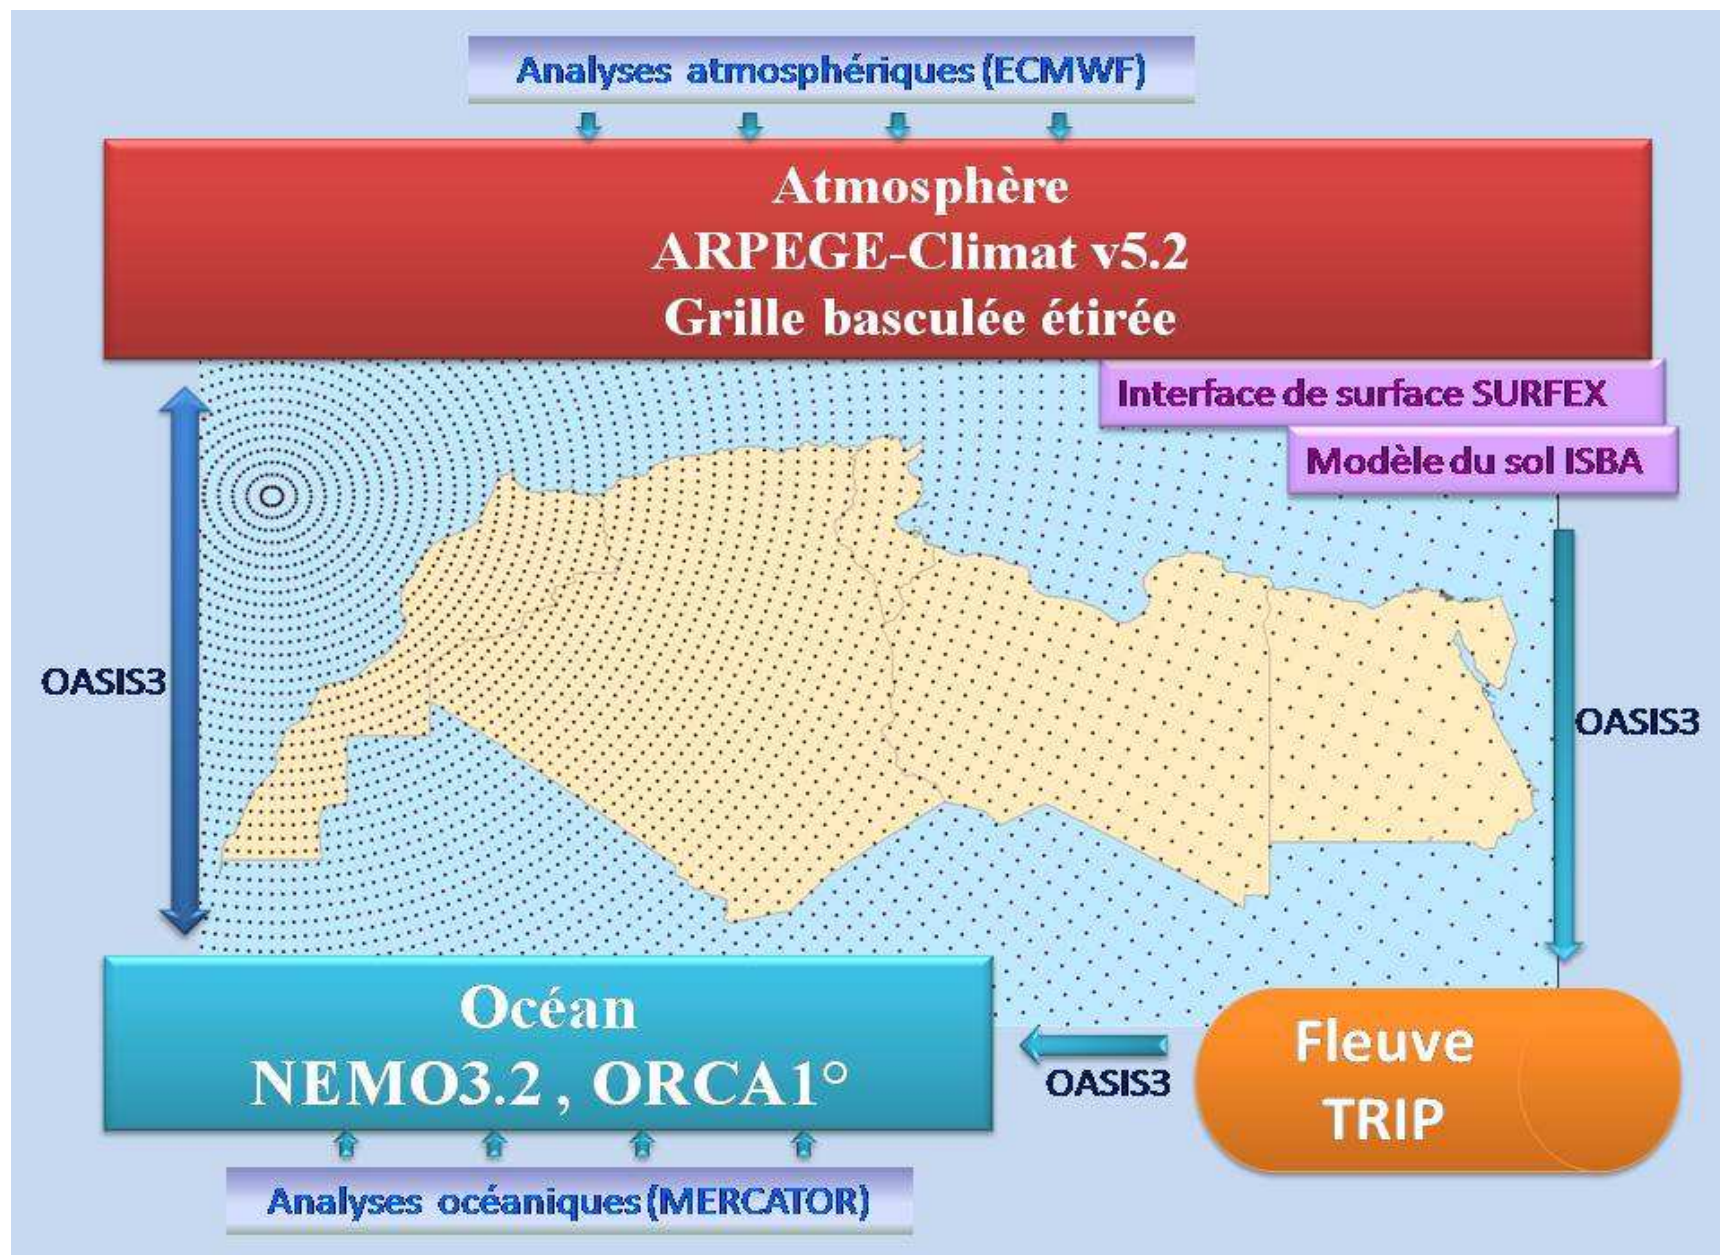 Analyses atmosphériques (ECMWF)
Atmosphère
ARPEGE-Climat v5.2
Grille basculée étirée
Interface de surface SURFEX
Modèle du sol ISBA
OASIS3
OASIS3
Océan
NEMO3.2 , ORCA1°
OASIS3
Fleuve
TRIP
Analyses océaniques (MERCATOR)